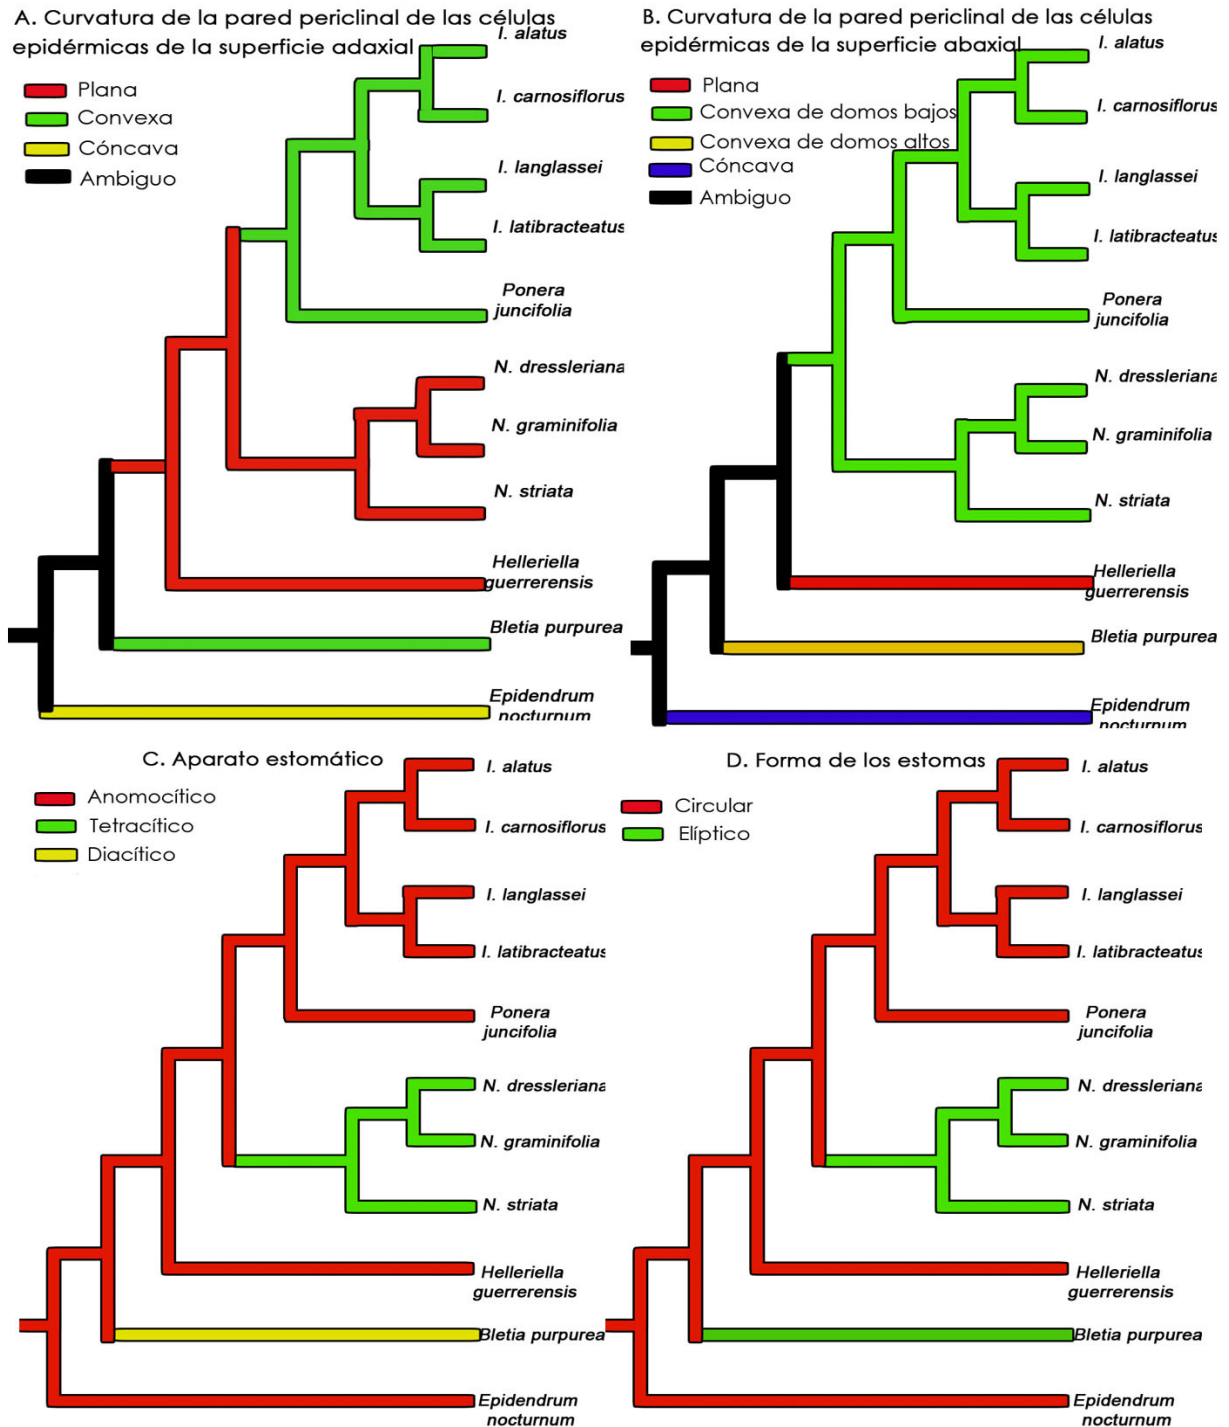 A. Curvatura de la pared periclinal de las células
epidérmicas de la superficie adaxial
Plana
Convexa
Cóncava
Ambiguo
I. alatus
I. carnosiflorus
I. langlassei
I. latibracteatus
Ponera
juncifolia
N. dressleriana
N. graminifolia
N. striata
Helleriella
guerrerensis
Bletia purpurea
Epidendrum
nocturnum
B. Curvatura de la pared periclinal de las células
epidérmicas de la superficie abaxial
Plana
Convexa de domos bajos
Convexa de domos altos
Cóncava
Ambiguo
I. alatus
I. carnosiflorus
I. langlassei
I. latibracteatus
Ponera
juncifolia
N. dressleriana
N. graminifolia
N. striata
Helleriella
guerrerensis
Bletia purpurea
Epidendrum
nocturnum
C. Aparato estomático
Anomocítico
Tetracítico
Diacítico
I. alatus
I. carnosiflorus
I. langlassei
I. latibracteatus
Ponera
juncifolia
N. dressleriana
N. graminifolia
N. striata
Helleriella
guerrerensis
Bletia purpurea
Epidendrum
nocturnum
D. Forma de los estomas
Circular
Elíptico
I. alatus
I. carnosiflorus
I. langlassei
I. latibracteatus
Ponera
juncifolia
N. dressleriana
N. graminifolia
N. striata
Helleriella
guerrerensis
Bletia purpurea
Epidendrum
nocturnum